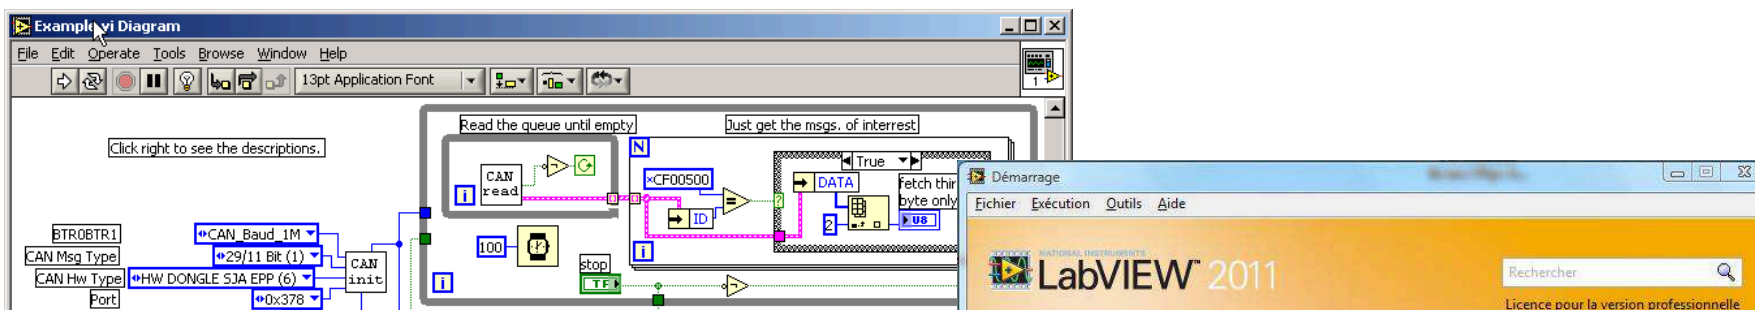 Example.vi Diagram
File Edit Operate Tools Browse Window Help
13pt Application Font
1
Click right to see the descriptions.
Read the queue until empty
Just get the msgs. of interrest
N
True
CAN
read
i
×CF00500
=
ID
DATA
fetch thir
byte only
?
2
U8
i
BTR0BTR1
CAN_Baud_1M
CAN Msg Type
29/11 Bit (1)
CAN Hw Type
HW DONGLE SJA EPP (6)
Port
0x378
CAN
init
100
i
stop
TF
Démarrage
Fichier Exécution Outils Aide
NATIONAL INSTRUMENTS
LabVIEW™ 2011
Rechercher
Licence pour la version professionnelle